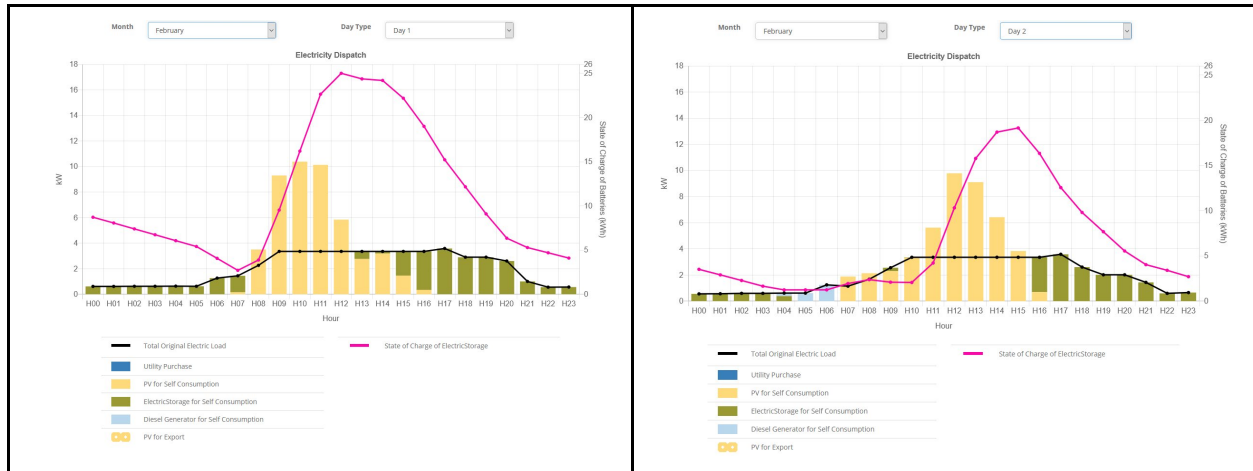 Month February Day Type Day 1
Electricity Dispatch
18 26
16 25
14 20
12
10 15
8
6 10
4 5
2
0 0
kW
State of Charge of Batteries (kWh)
H00 H01 H02 H03 H04 H05 H06 H07 H08 H09 H10 H11 H12 H13 H14 H15 H16 H17 H18 H19 H20 H21 H22 H23
Hour
Total Original Electric Load State of Charge of ElectricStorage
Utility Purchase
PV for Self Consumption
ElectricStorage for Self Consumption
Diesel Generator for Self Consumption
PV for Export
Month February Day Type Day 2
Electricity Dispatch
18 26
16 25
14 20
12
10 15
8
6 10
4 5
2
0 0
kW
State of Charge of Batteries (kWh)
H00 H01 H02 H03 H04 H05 H06 H07 H08 H09 H10 H11 H12 H13 H14 H15 H16 H17 H18 H19 H20 H21 H22 H23
Hour
Total Original Electric Load State of Charge of ElectricStorage
Utility Purchase
PV for Self Consumption
ElectricStorage for Self Consumption
Diesel Generator for Self Consumption
PV for Export